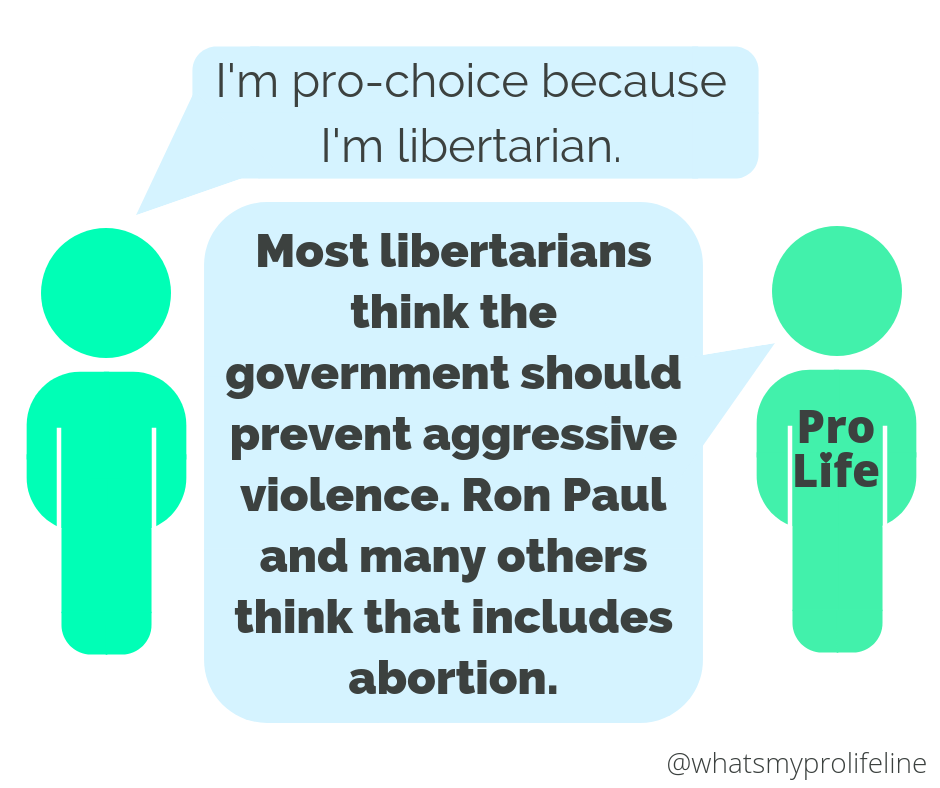 I'm pro-choice because
I'm libertarian.
Most libertarians
think the
government should
prevent aggressive
violence. Ron Paul
and many others
think that includes
abortion.
Pro
Life
@whatsmyprolifeline